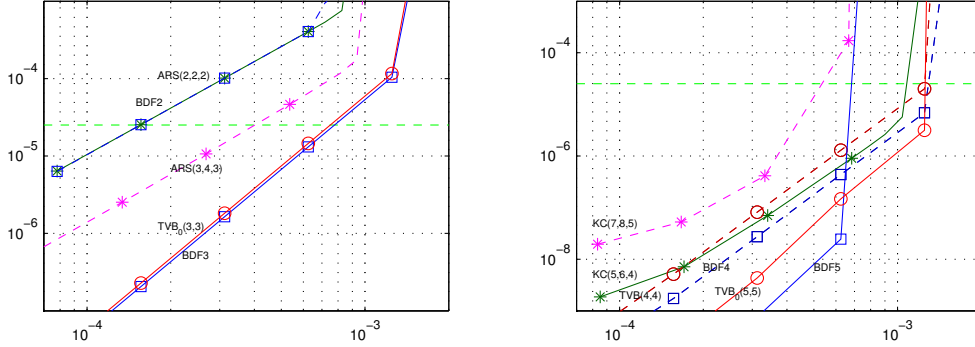 10^{-4}
10^{-5}
10^{-6}
ARS(2,2,2)
BDF2
ARS(3,4,3)
TVB_0(3,3)
BDF3
10^{-4}
10^{-3}
10^{-4}
10^{-6}
10^{-8}
KC(7,8,5)
KC(5,6,4)
BDF4
BDF5
TVB(4,4)
TVB_0(5,5)
10^{-4}
10^{-3}